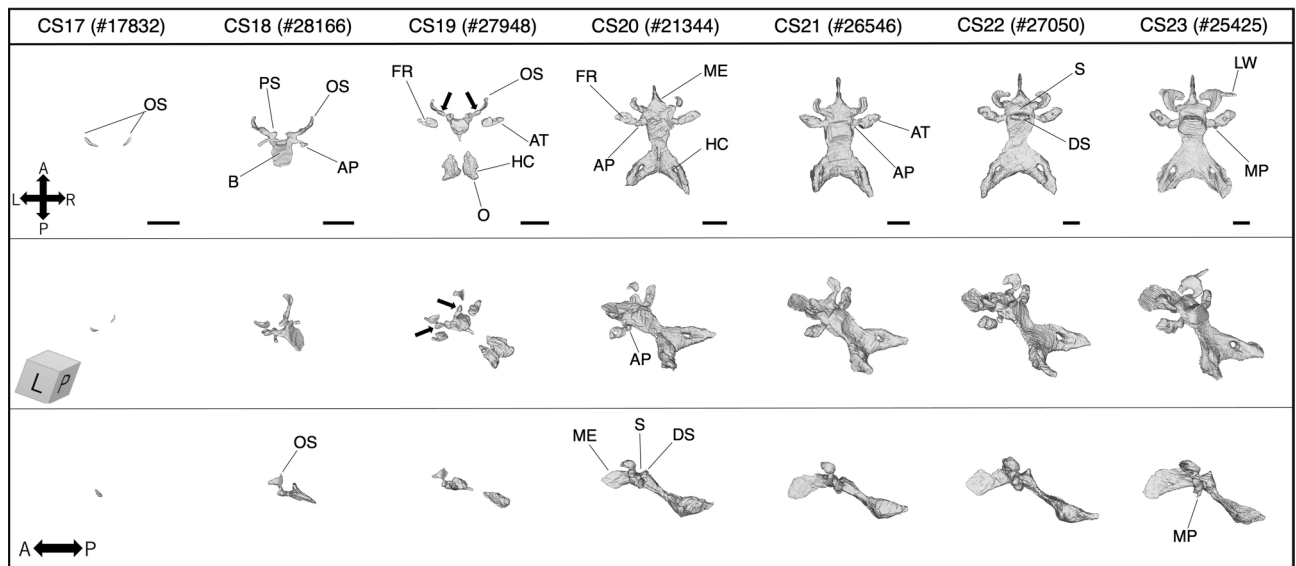 CS17 (#17832) CS18 (#28166) CS19 (#27948) CS20 (#21344) CS21 (#26546) CS22 (#27050) CS23 (#25425)
OS
A
L R
P
PS OS
B AP
FR OS
AT
HC
O
FR ME
AP HC
AT
AP
S
DS
LW
MP
L P
AP
OS
ME S DS
MP
A P